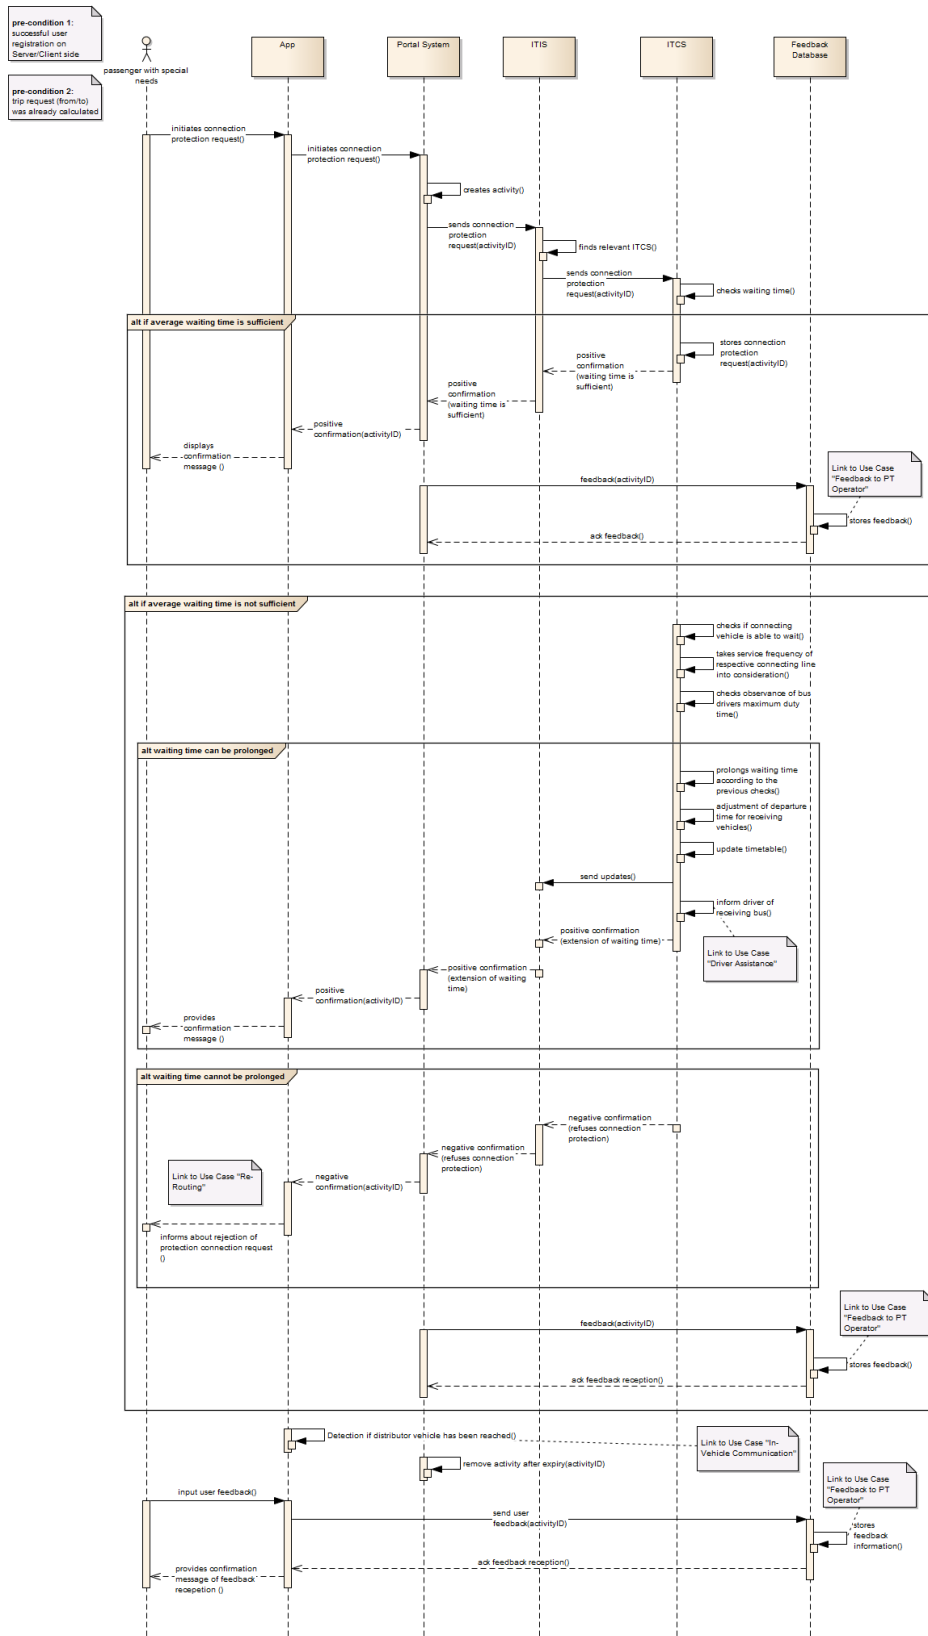 pre-condition 1:
successful user
registration on
Server/Client side
pre-condition 2:
trip request (from/to)
was already calculated
passenger with special
needs
App
Portal System
ITIS
ITCS
Feedback
Database
initiates connection
protection request()
initiates connection
protection request()
creates activity()
sends connection
protection
request(activityID)
finds relevant ITCS()
sends connection
protection
request(activityID)
checks waiting time()
alt if average waiting time is sufficient
stores connection
protection
request(activityID)
positive
confirmation
(waiting time is
sufficient)
positive
confirmation
(waiting time is
sufficient)
positive
confirmation(activityID)
displays
confirmation
message ()
Link to Use Case
"Feedback to PT
Operator"
feedback(activityID)
stores feedback()
ack feedback()
alt if average waiting time is not sufficient
checks if connecting
vehicle is able to wait()
takes service frequency of
respective connecting line
into consideration()
checks observance of bus
drivers maximum duty
time()
alt waiting time can be prolonged
prolongs waiting time
according to the
previous checks()
adjustment of departure
time for receiving
vehicles()
update timetable()
send updates()
inform driver of
receiving bus()
positive confirmation
(extension of waiting time)
Link to Use Case
"Driver Assistance"
positive confirmation
(extension of waiting
time)
positive
confirmation(activityID)
provides
confirmation
message ()
alt waiting time cannot be prolonged
negative confirmation
(refuses connection
protection)
negative confirmation
(refuses connection
protection)
Link to Use Case "Re-
Routing"
negative
confirmation(activityID)
informs about rejection of
protection connection request
()
Link to Use Case
"Feedback to PT
Operator"
feedback(activityID)
stores feedback()
ack feedback reception()
Detection if distributor vehicle has been reached()
Link to Use Case "In-
Vehicle Communication"
remove activity after expiry(activityID)
Link to Use Case
"Feedback to PT
Operator"
input user feedback()
send user
feedback(activityID)
stores
feedback
information()
ack feedback reception()
provides confirmation
message of feedback
recepetion ()